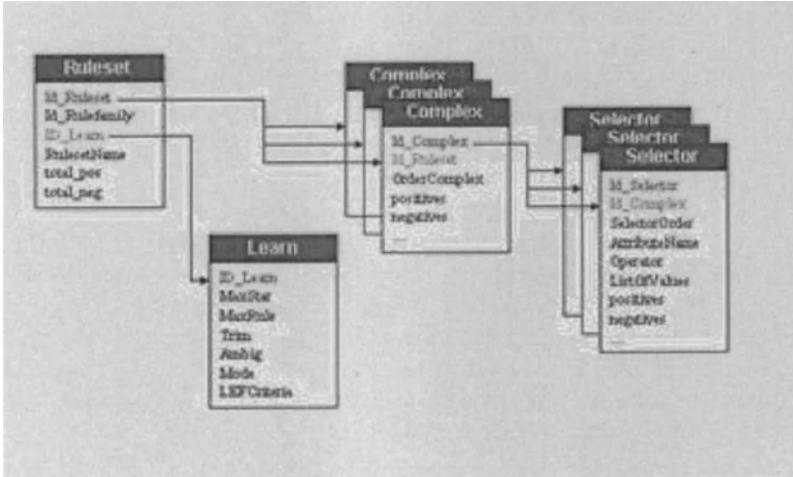 Ruleset
Id_Ruleset
Id_Rulefamily
ID_Learn
RulesetName
total_pos
total_neg
Learn
ID_Learn
MaxStar
MaxRule
Trim
Ambig
Mode
LEFCriteria
Complex
Complex
Complex
Id_Complex
Id_Ruleset
OrderComplex
positives
negatives
...
Selector
Selector
Selector
Id_Selector
Id_Complex
SelectorOrder
AttributeName
Operator
ListOfValues
positives
negatives
...